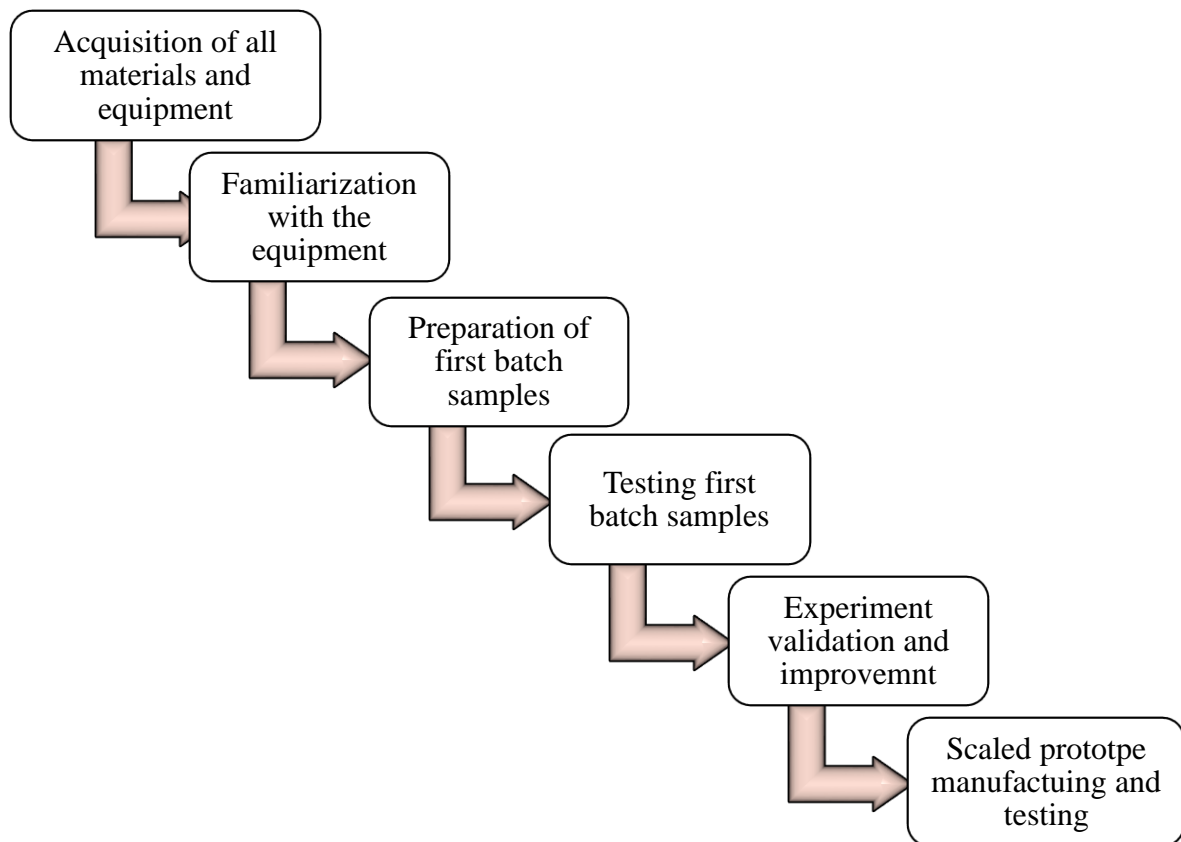 Acquisition of all
materials and
equipment
Familiarization
with the
equipment
Preparation of
first batch
samples
Testing first
batch samples
Experiment
validation and
improvemnt
Scaled prototpe
manufactuing and
testing